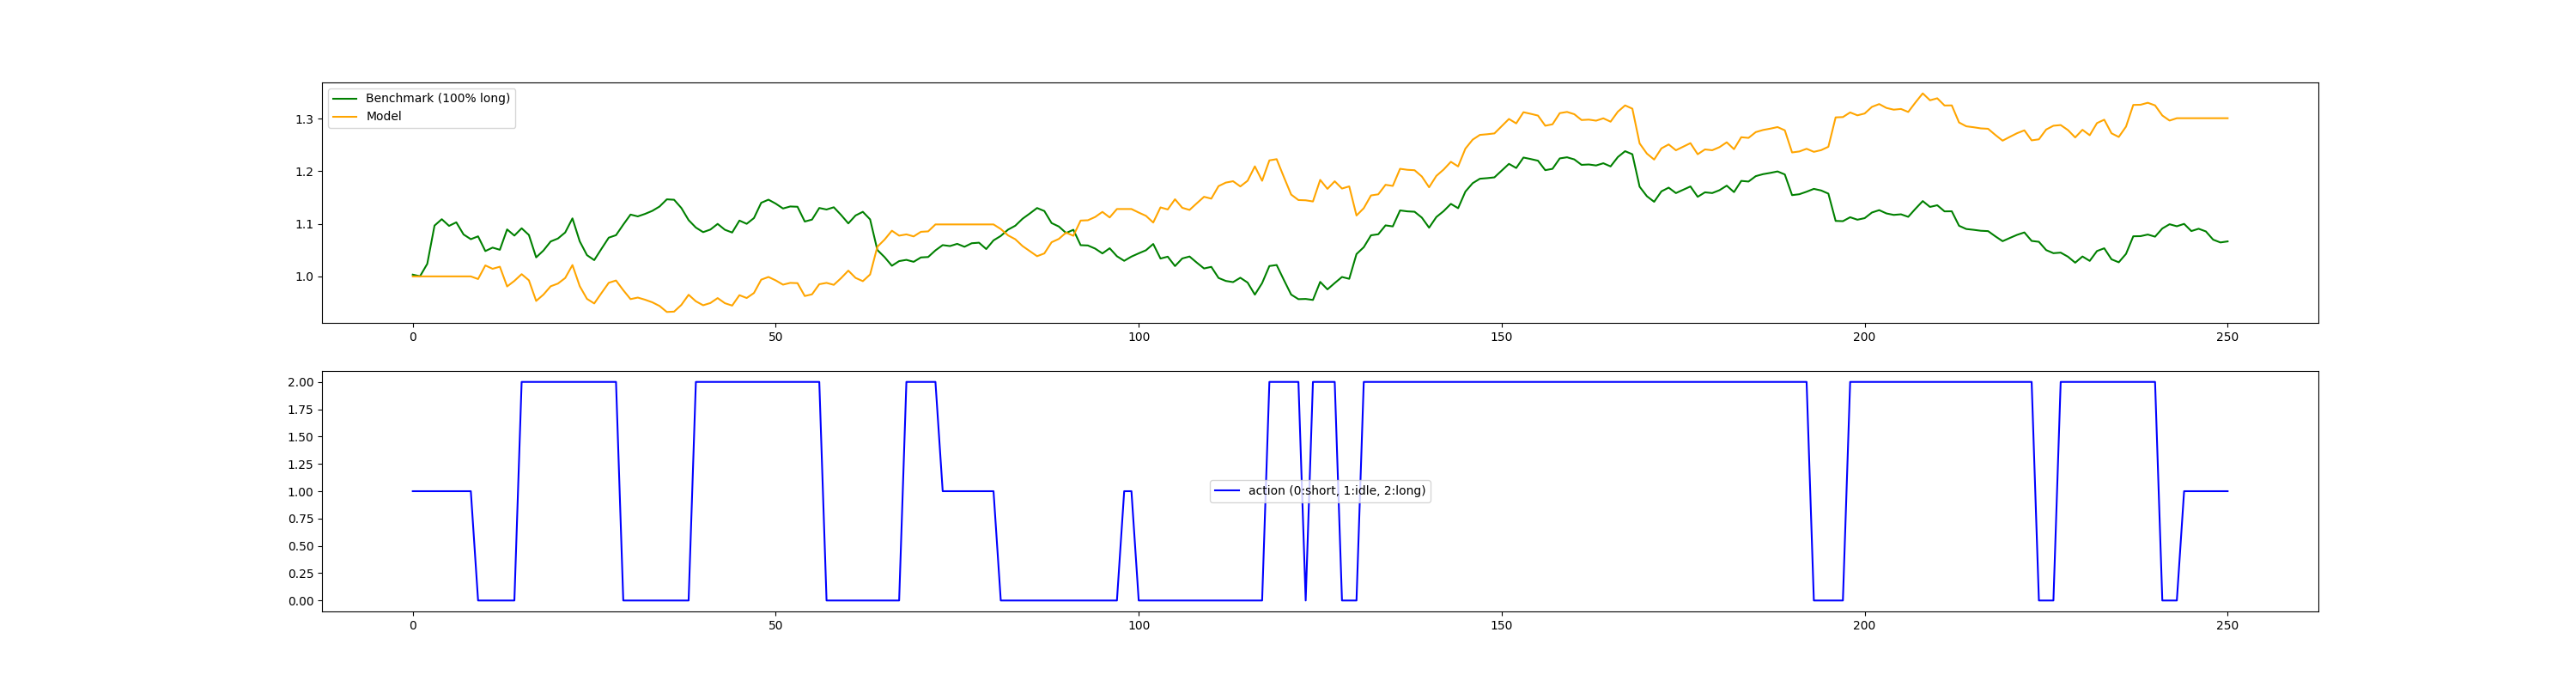 Benchmark (100% long)
Model
1.3
1.2
1.1
1.0
0 50 100 150 200 250
2.00
1.75
1.50
1.25
1.00
0.75
0.50
0.25
0.00
action (0:short, 1:idle, 2:long)
0 50 100 150 200 250